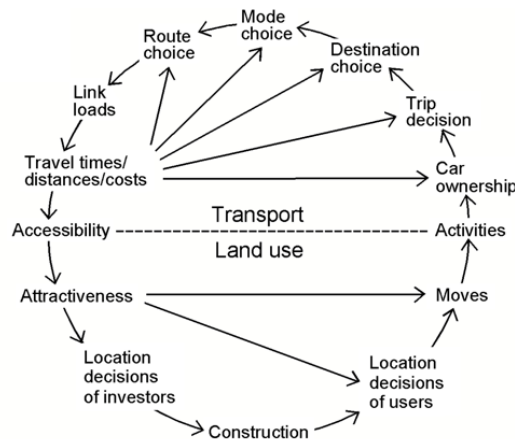 Mode
choice
Route
choice
Destination
choice
Link
loads
Trip
decision
Travel times/
distances/costs
Car
ownership
Transport
Accessibility
Activities
Land use
Attractiveness
Moves
Location
decisions
of investors
Location
decisions
of users
Construction